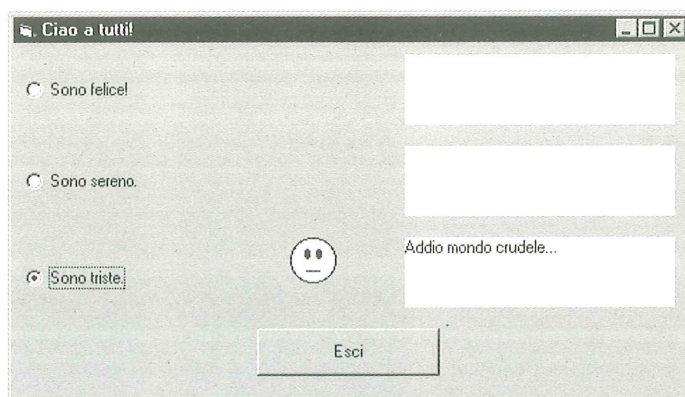 Ciao a tutti!
Sono felice!
Sono sereno.
Addio mondo crudele...
Sono triste.
Esci